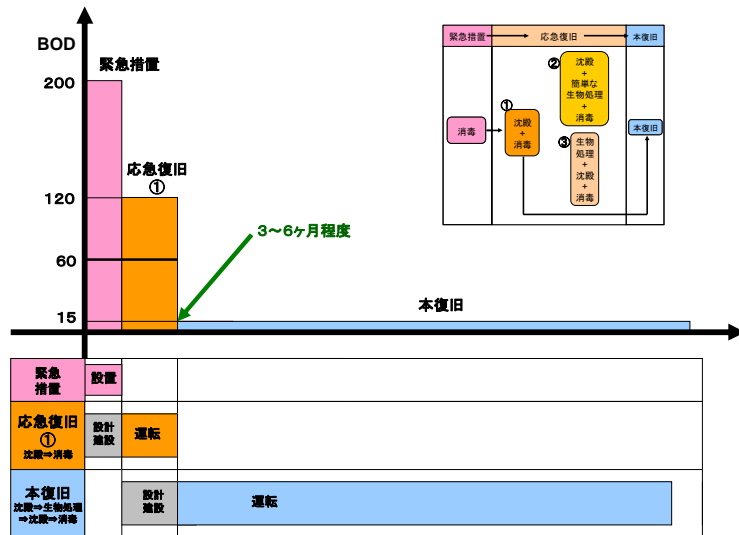 BOD
200
120
60
15
緊急措置
応急復旧
①
3～6ヶ月程度
本復旧
緊急措置
応急復旧
本復旧
消毒
①
沈殿
+
消毒
②
沈殿
+
簡単な
生物処理
+
消毒
③
生物
処理
+
沈殿
+
消毒
本復旧
緊急
措置
設置
応急復旧
①
沈殿⇒消毒
設計
建設
運転
本復旧
沈殿⇒生物処理
⇒沈殿⇒消毒
設計
建設
運転